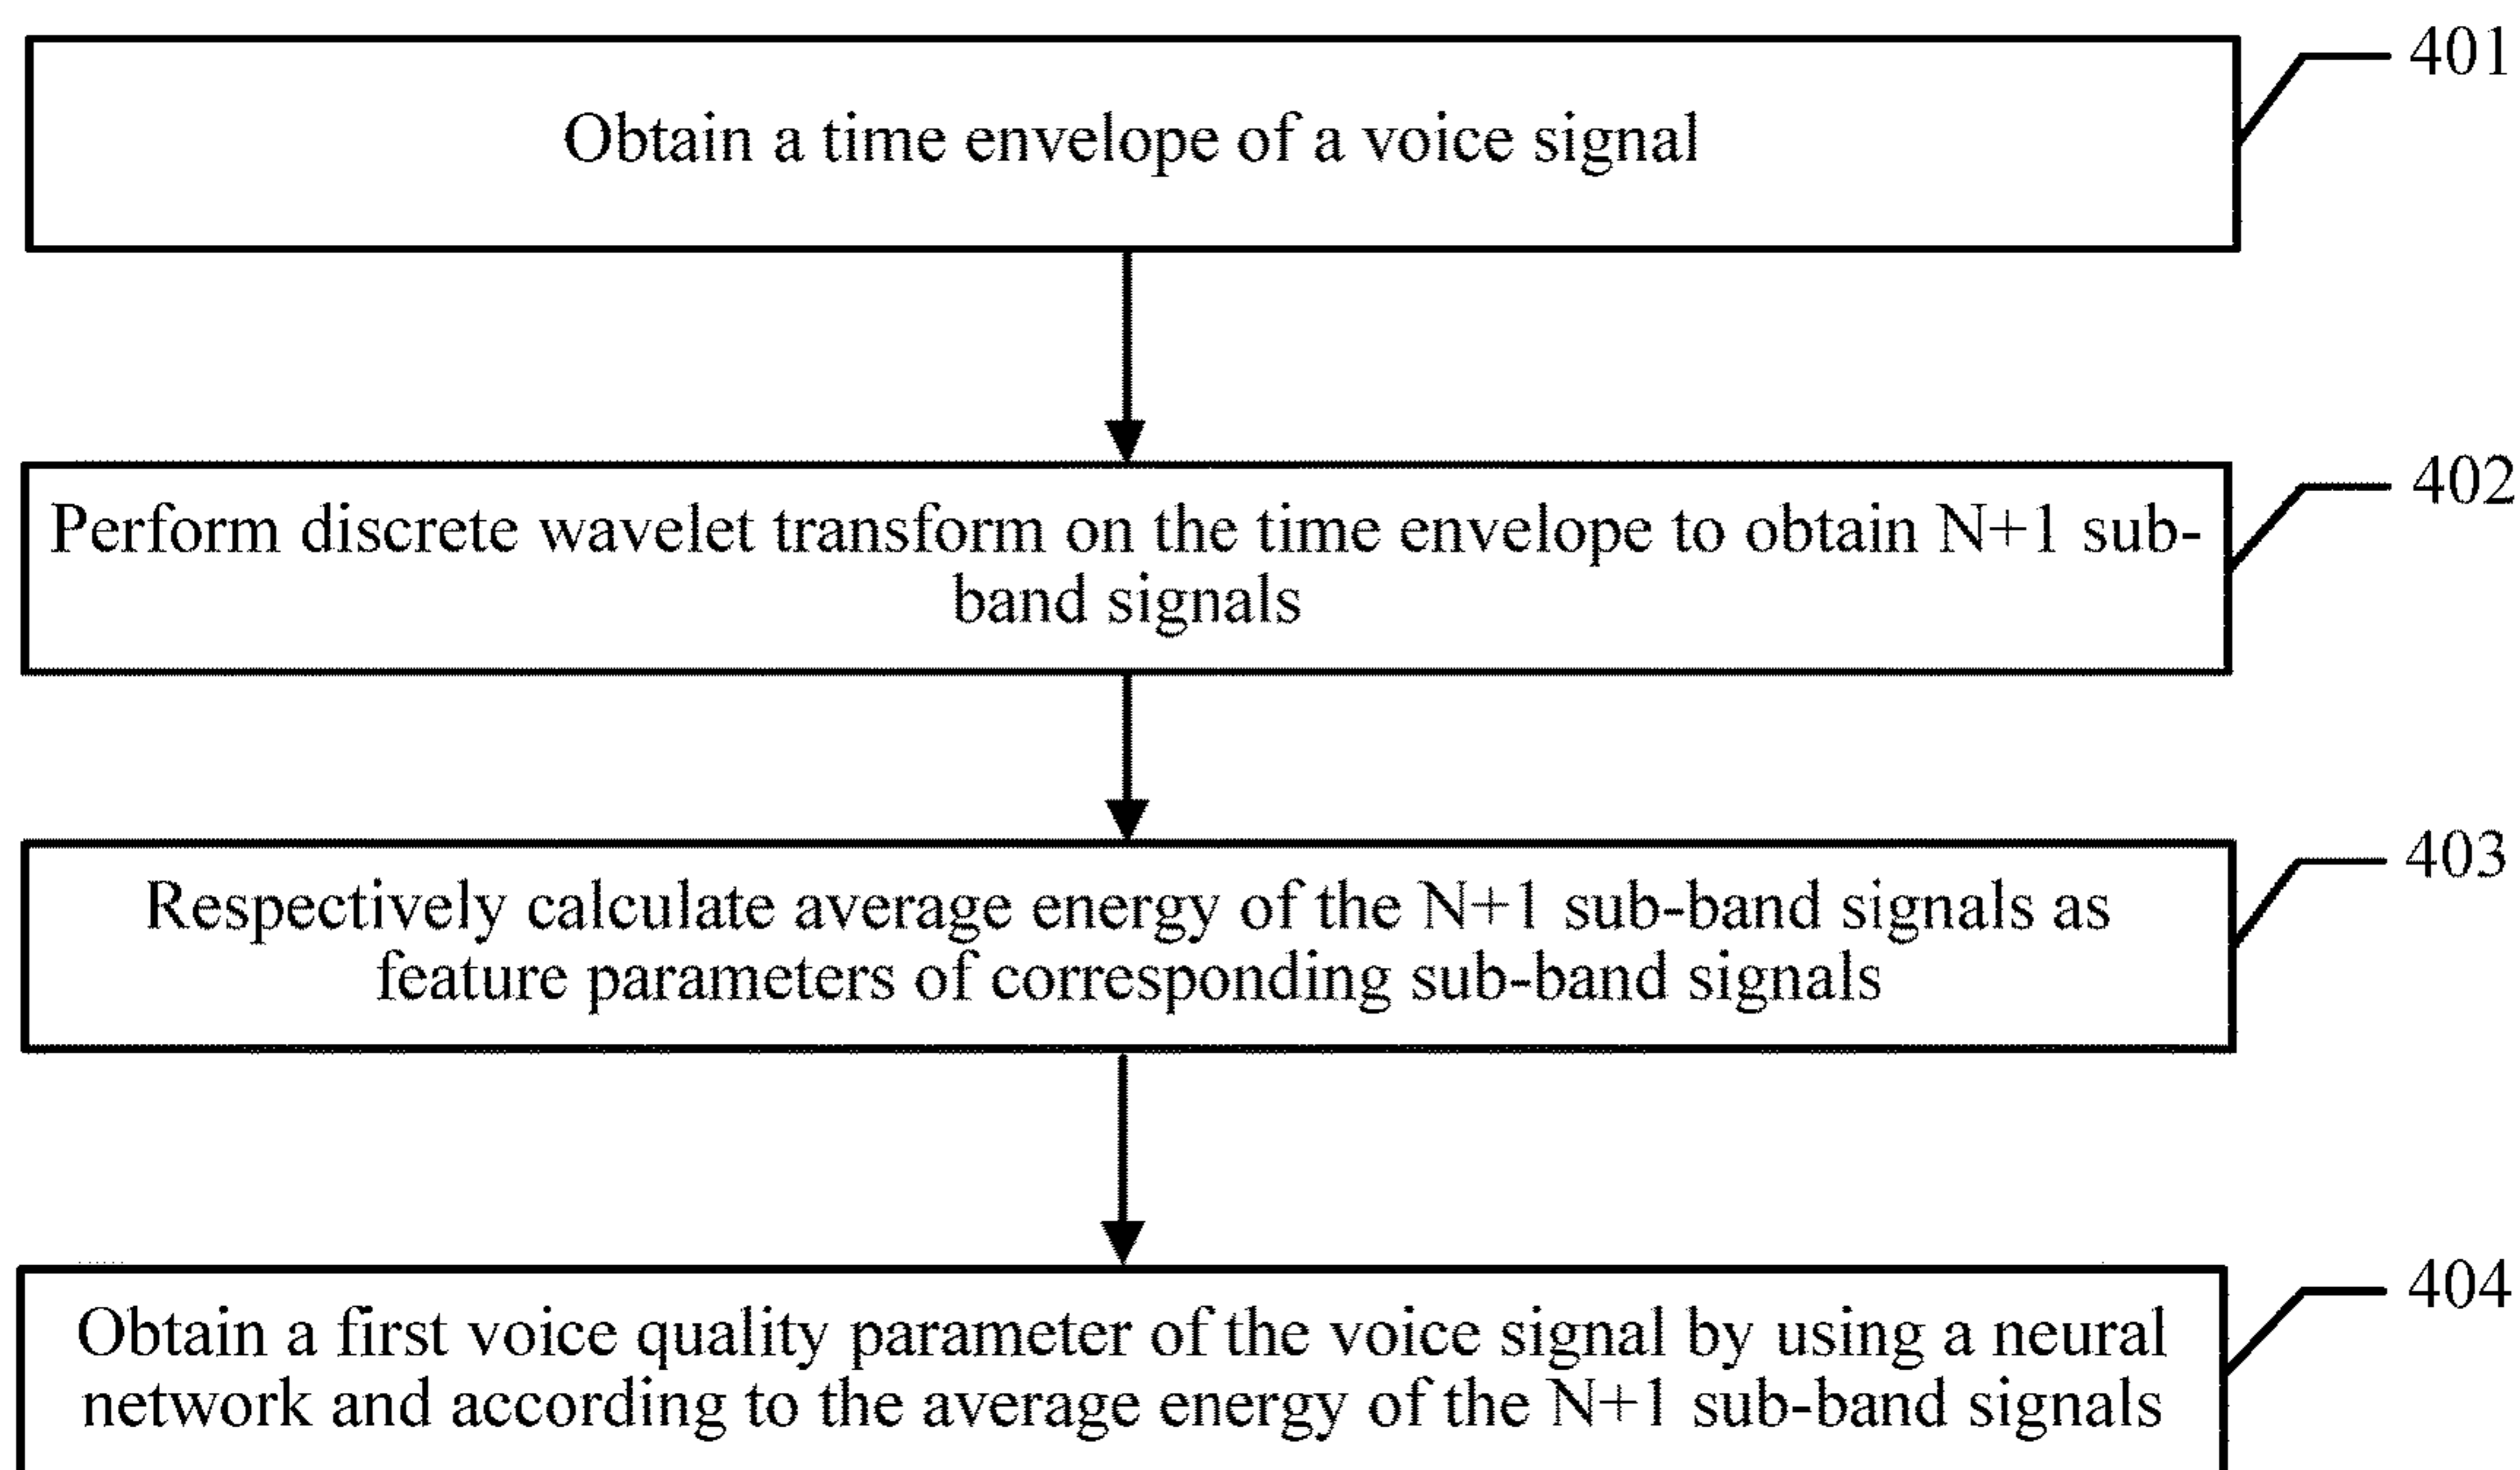 401
Obtain a time envelope of a voice signal
402
Perform discrete wavelet transform on the time envelope to obtain N+1 sub-
band signals
403
Respectively calculate average energy of the N+1 sub-band signals as
feature parameters of corresponding sub-band signals
404
Obtain a first voice quality parameter of the voice signal by using a neural
network and according to the average energy of the N+1 sub-band signals